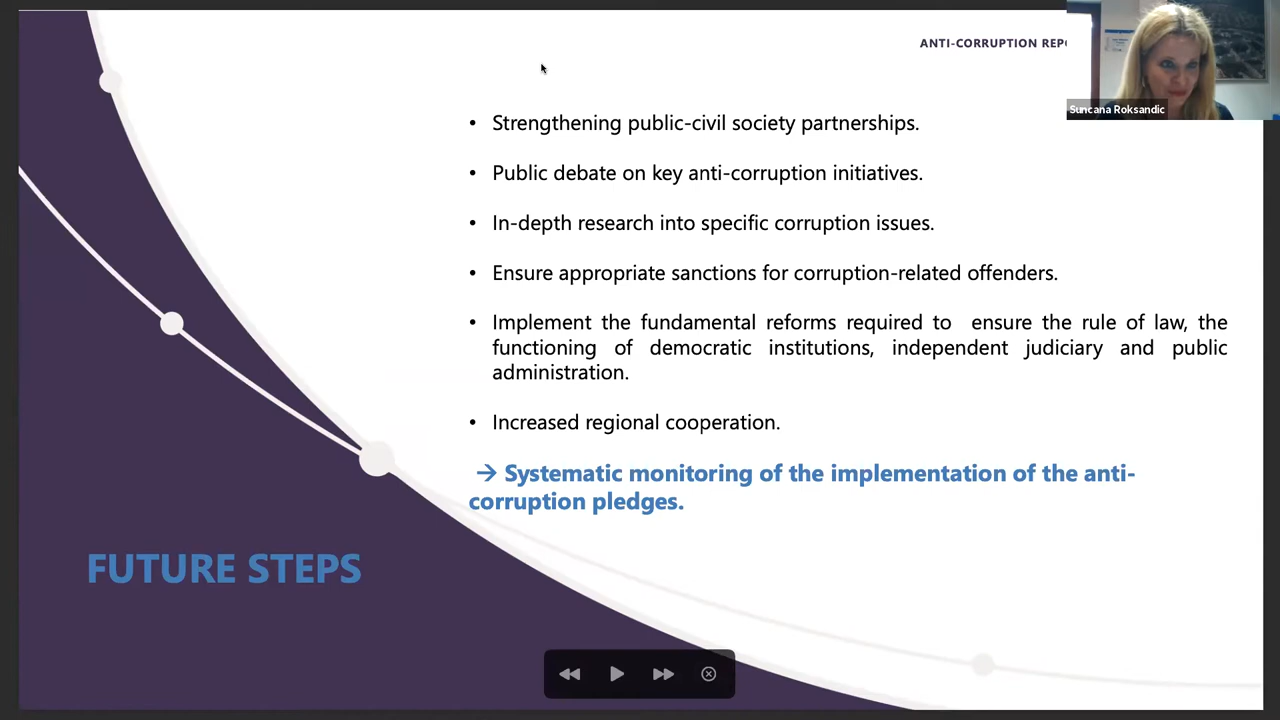 ANTI-CORRUPTION REPO
Suncana Roksandic
• Strengthening public-civil society partnerships.
• Public debate on key anti-corruption initiatives.
• In-depth research into specific corruption issues.
• Ensure appropriate sanctions for corruption-related offenders.
• Implement the fundamental reforms required to ensure the rule of law, the
functioning of democratic institutions, independent judiciary and public
administration.
• Increased regional cooperation.
→ Systematic monitoring of the implementation of the anti-
corruption pledges.
FUTURE STEPS